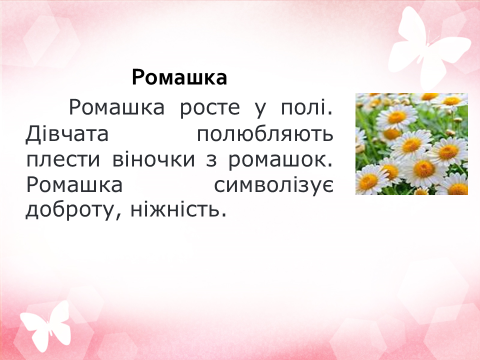 Ромашка
Ромашка росте у полі.
Дівчата полюбляють
плести віночки з ромашок.
Ромашка символізує
доброту, ніжність.